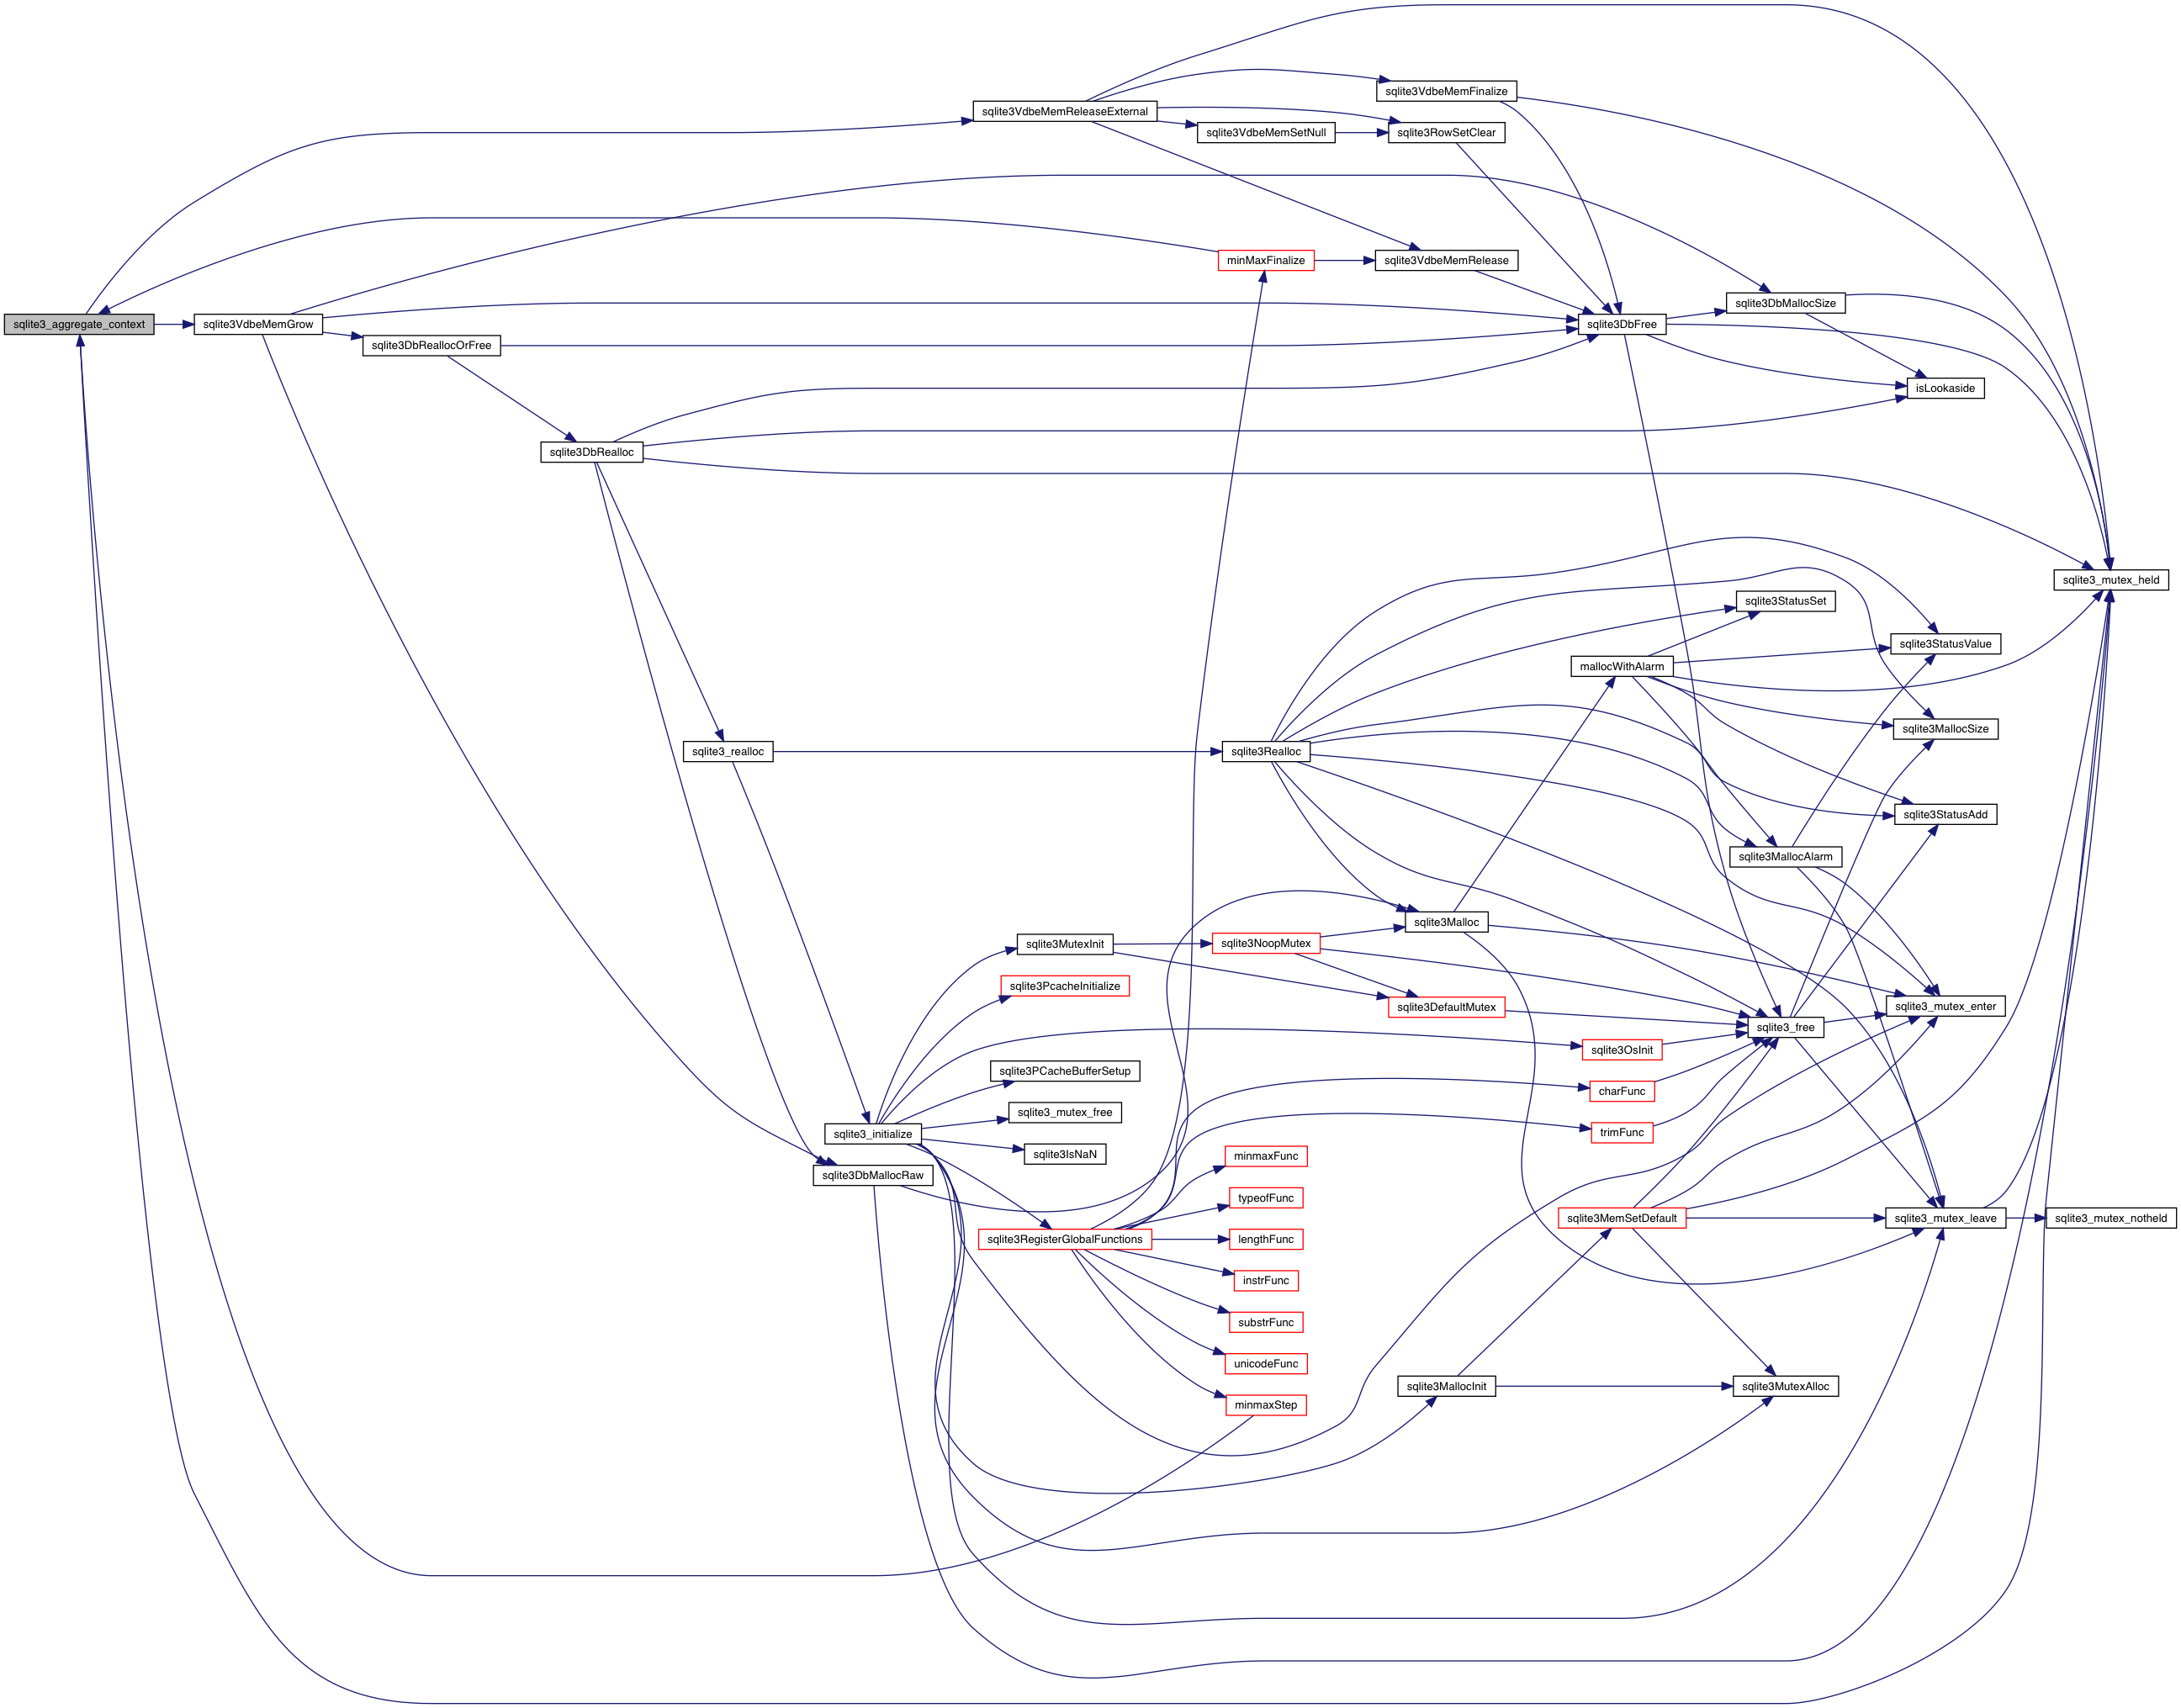 sqlite3VdbeMemFinalize
sqlite3VdbeMemReleaseExternal
sqlite3VdbeMemSetNull
sqlite3RowSetClear
minMaxFinalize
sqlite3VdbeMemRelease
sqlite3DbMallocSize
sqlite3_aggregate_context
sqlite3VdbeMemGrow
sqlite3DbFree
sqlite3DbReallocOrFree
isLookaside
sqlite3DbRealloc
sqlite3_mutex_held
sqlite3StatusSet
sqlite3StatusValue
mallocWithAlarm
sqlite3MallocSize
sqlite3_realloc
sqlite3Realloc
sqlite3StatusAdd
sqlite3MallocAlarm
sqlite3Malloc
sqlite3MutexInit
sqlite3NoopMutex
sqlite3PcacheInitialize
sqlite3DefaultMutex
sqlite3_mutex_enter
sqlite3_free
sqlite3OsInit
sqlite3PCacheBufferSetup
charFunc
sqlite3_mutex_free
sqlite3_initialize
trimFunc
sqlite3IsNaN
minmaxFunc
sqlite3DbMallocRaw
typeofFunc
sqlite3MemSetDefault
sqlite3_mutex_leave
sqlite3_mutex_notheld
sqlite3RegisterGlobalFunctions
lengthFunc
instrFunc
substrFunc
unicodeFunc
sqlite3MallocInit
sqlite3MutexAlloc
minmaxStep